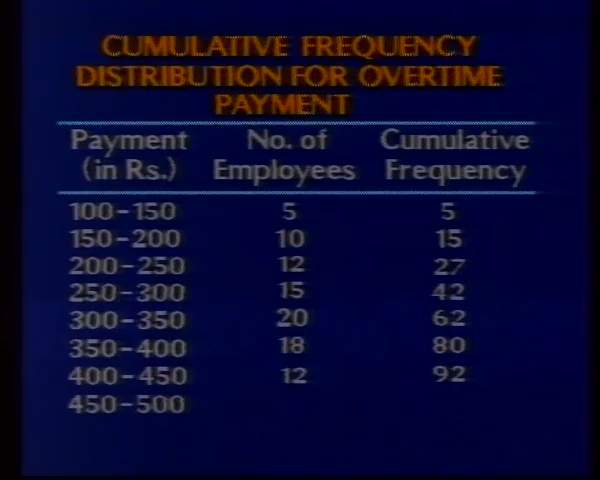 CUMULATIVE FREQUENCY
DISTRIBUTION FOR OVERTIME
PAYMENT
Payment No. of Cumulative
(in Rs.) Employees Frequency
100-150 5 5
150-200 10 15
200-250 12 27
250-300 15 42
300-350 20 62
350-400 18 80
400-450 12 92
450-500